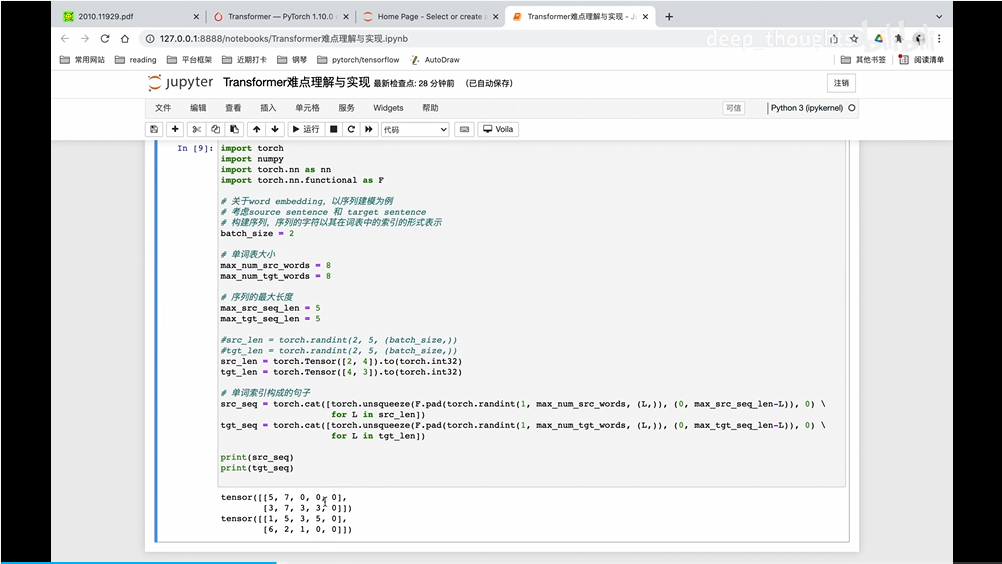 2010.11929.pdf
Transformer — PyTorch 1.10.0
Home Page - Select or create
Transformer难点理解与实现 - Ju
deep_thoughts
127.0.0.1:8888/notebooks/Transformer难点理解与实现.ipynb
常用网站 reading 平台框架 近期打卡 钢琴 pytorch/tensorflow AutoDraw 其他书签 阅读清单
jupyter Transformer难点理解与实现 最新检查点: 28 分钟前 (已自动保存) 注销
文件 编辑 查看 插入 单元格 服务 Widgets 帮助 可信 Python 3 (ipykernel)
运行 代码 Voila
In [9]: import torch
import numpy
import torch.nn as nn
import torch.nn.functional as F
# 关于word embedding, 以序列建模为例
# 考虑source sentence 和 target sentence
# 构建序列, 序列的字符以其在词表中的索引的形式表示
batch_size = 2
# 单词表大小
max_num_src_words = 8
max_num_tgt_words = 8
# 序列的最大长度
max_src_seq_len = 5
max_tgt_seq_len = 5
#src_len = torch.randint(2, 5, (batch_size,))
#tgt_len = torch.randint(2, 5, (batch_size,))
src_len = torch.Tensor([2, 4]).to(torch.int32)
tgt_len = torch.Tensor([4, 3]).to(torch.int32)
# 单词索引构成的句子
src_seq = torch.cat([torch.unsqueeze(F.pad(torch.randint(1, max_num_src_words, (L,)), (0, max_src_seq_len-L)), 0) \
for L in src_len])
tgt_seq = torch.cat([torch.unsqueeze(F.pad(torch.randint(1, max_num_tgt_words, (L,)), (0, max_tgt_seq_len-L)), 0) \
for L in tgt_len])
print(src_seq)
print(tgt_seq)
tensor([[5, 7, 0, 0, 0],
[3, 7, 3, 3, 0]])
tensor([[1, 5, 3, 5, 0],
[6, 2, 1, 0, 0]])